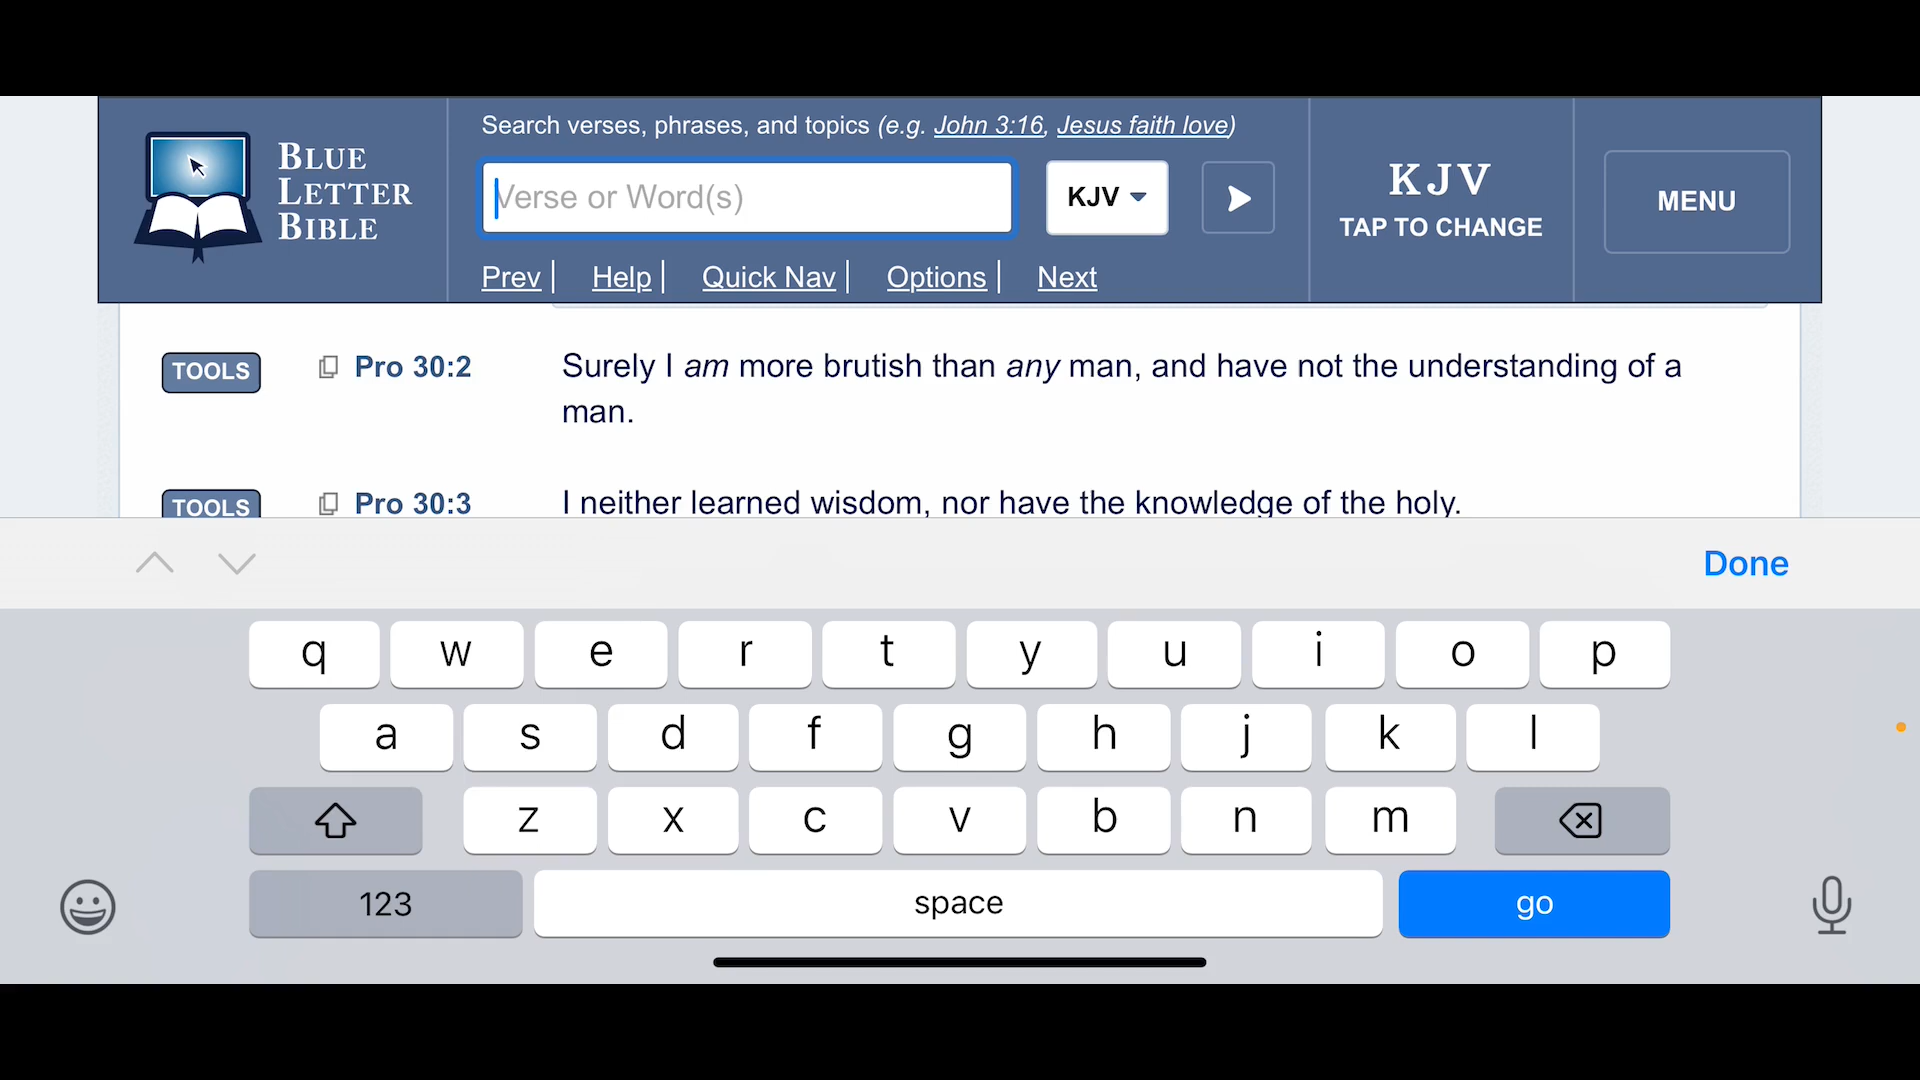 Search verses, phrases, and topics (e.g. John 3:16, Jesus faith love)
BLUE
LETTER
BIBLE
Verse or Word(s)
KJV
KJV
TAP TO CHANGE
MENU
Prev | Help | Quick Nav | Options | Next
TOOLS Pro 30:2 Surely I am more brutish than any man, and have not the understanding of a
man.
TOOLS Pro 30:3 I neither learned wisdom, nor have the knowledge of the holy.
Done
q w e r t y u i o p
a s d f g h j k l
z x c v b n m
123 space go